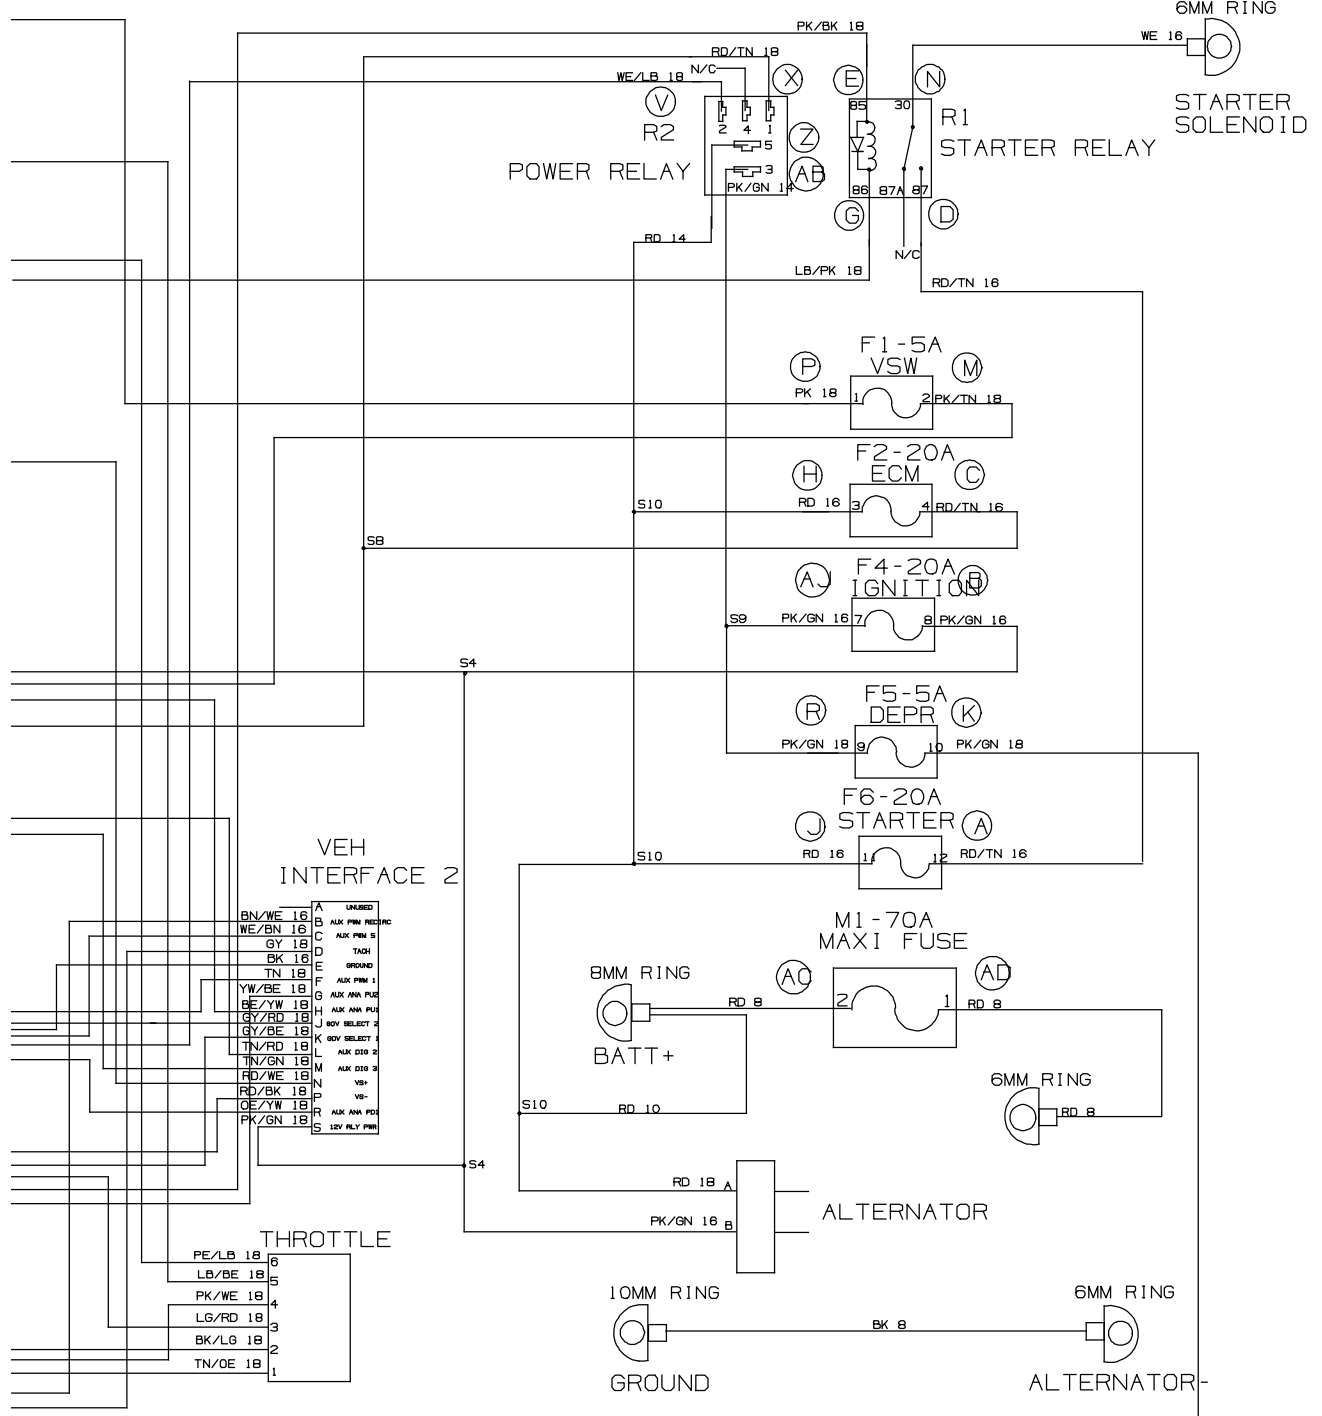 6MM RING
PK/BK 18
WE 16
RD/TN 18
N/C
WE/LB 18
X
E
N
STARTER
SOLENOID
V
R2
2
4
1
5
Z
3
AB
PK/GN 14
POWER RELAY
85
30
R1
STARTER RELAY
86
87A
87
G
D
N/C
RD 14
LB/PK 18
RD/TN 16
F1-5A
VSW
P
M
PK 18
1
2
PK/TN 18
F2-20A
ECM
H
C
S10
RD 16
3
4
RD/TN 16
S8
F4-20A
IGNITION
AJ
B
S9
PK/GN 16
7
8
PK/GN 16
S4
F5-5A
DEPR
R
K
PK/GN 18
9
10
PK/GN 18
F6-20A
STARTER
J
A
S10
RD 16
11
12
RD/TN 16
VEH
INTERFACE 2
A UNUSED
BN/WE 16 B AUX PWM RECIRC
WE/BN 16 C AUX PWM 5
GY 18 D TACH
BK 16 E GROUND
TN 18 F AUX PWM 1
YW/BE 18 G AUX ANA PU2
BE/YW 18 H AUX ANA PU1
GY/RD 18 J GOV SELECT 2
GY/BE 18 K GOV SELECT 1
TN/RD 18 L AUX DIG 2
TN/GN 18 M AUX DIG 3
RD/WE 18 N VS+
RD/BK 18 P VS-
OE/YW 18 R AUX ANA PD1
PK/GN 18 S 12V RLY PWR
M1-70A
MAXI FUSE
8MM RING
AC
AD
RD 8
2
1
RD 8
BATT+
6MM RING
RD 8
S10
RD 10
S4
RD 18 A
PK/GN 16 B
ALTERNATOR
THROTTLE
PE/LB 18 6
LB/BE 18 5
PK/WE 18 4
LG/RD 18 3
BK/LG 18 2
TN/OE 18 1
10MM RING
6MM RING
BK 8
GROUND
ALTERNATOR-